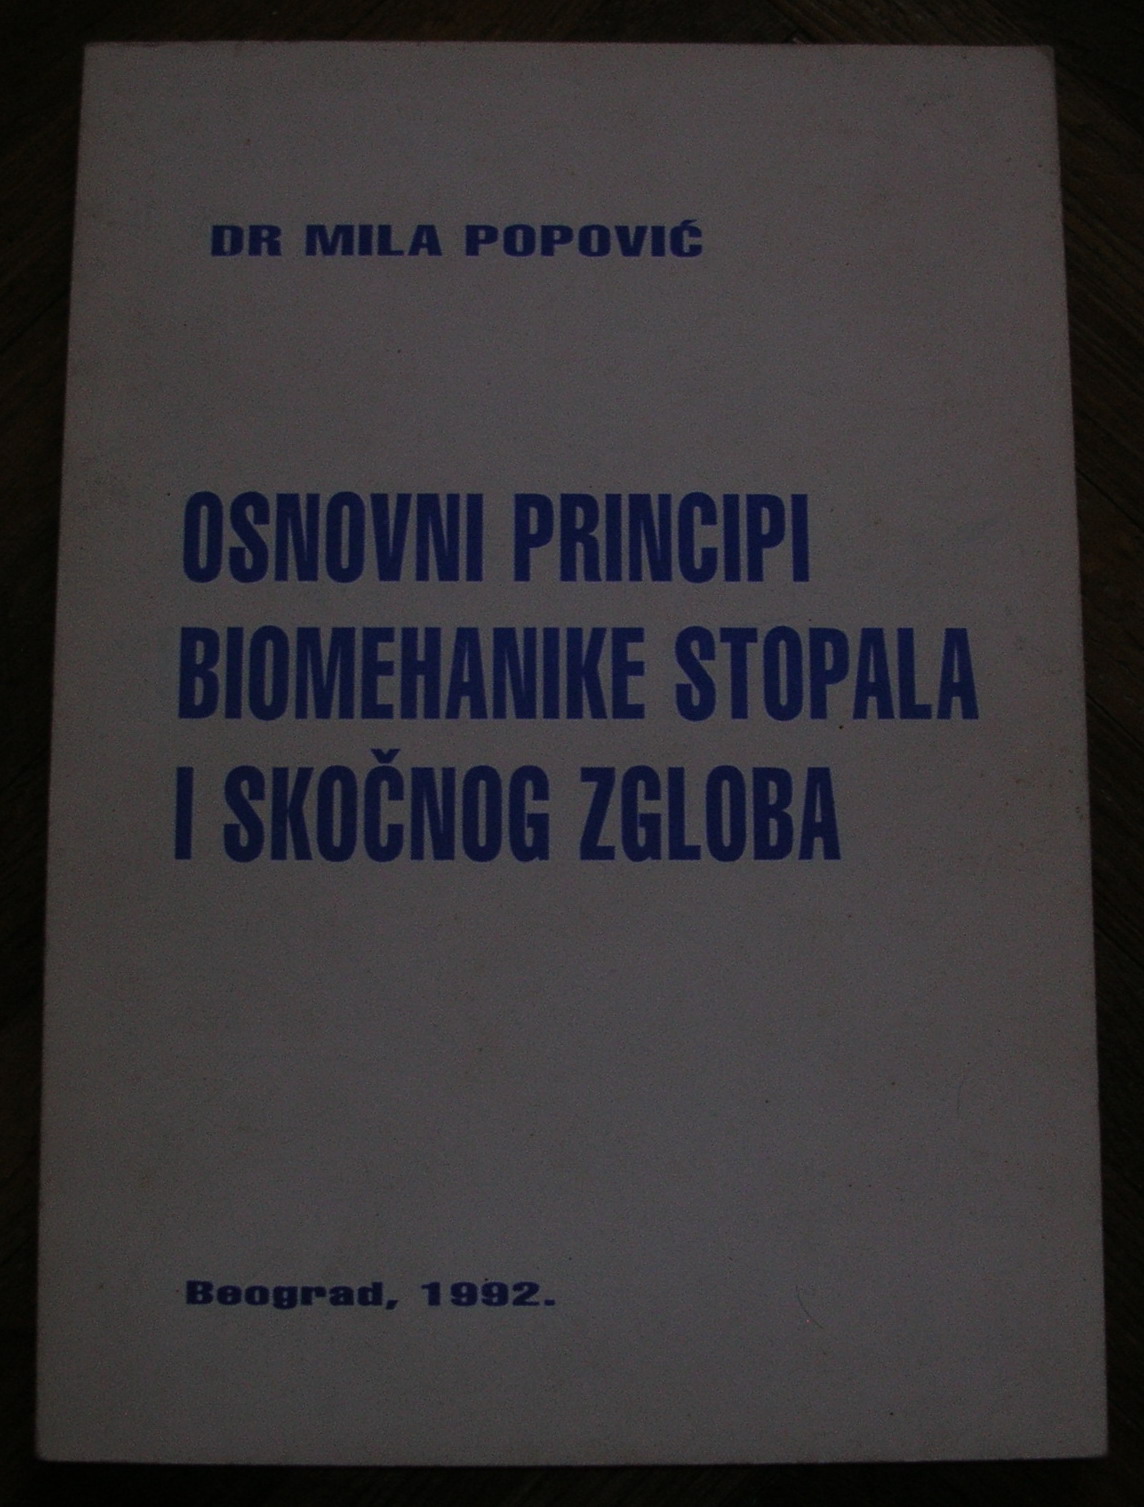 DR MILA POPOVIĆ
OSNOVNI PRINCIPI
BIOMEHANIKE STOPALA
I SKOČNOG ZGLOBA
Beograd, 1992.